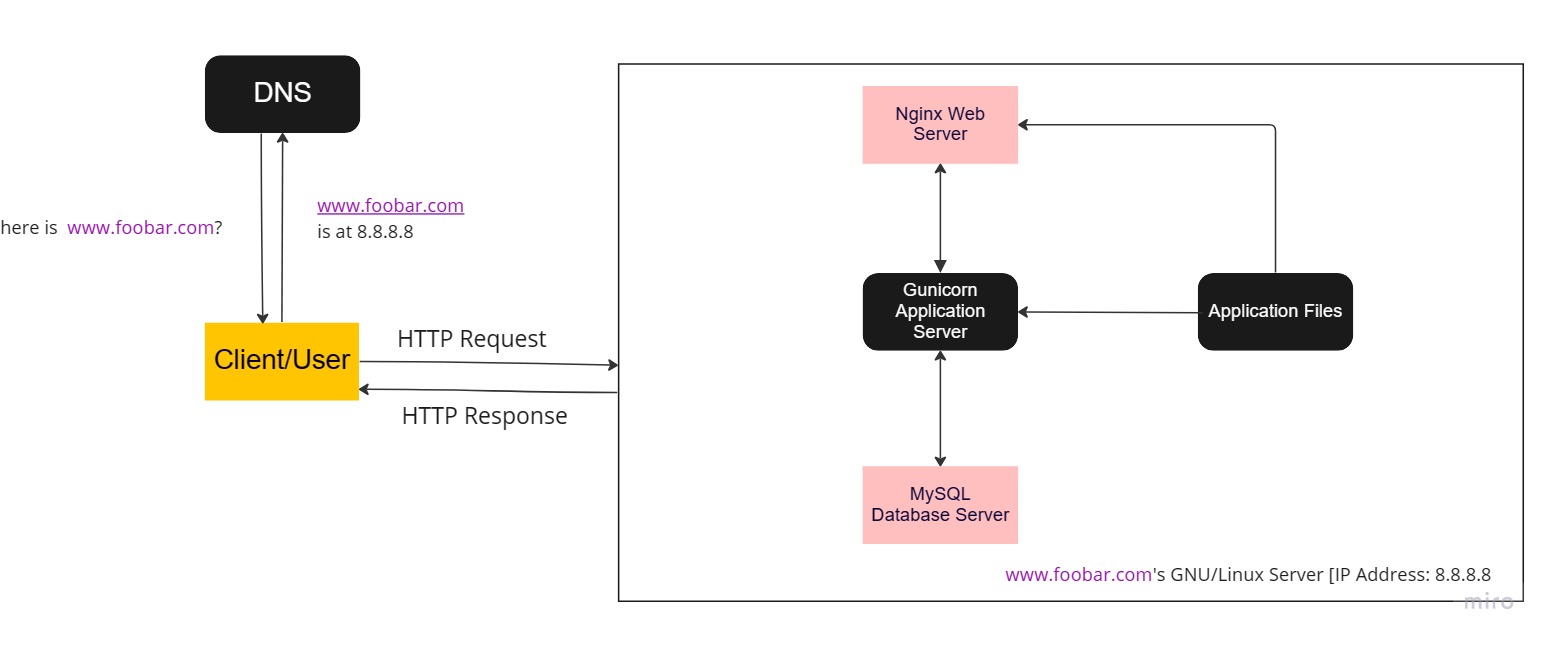 DNS
here is www.foobar.com?
www.foobar.com
is at 8.8.8.8
Client/User
HTTP Request
HTTP Response
Nginx Web
Server
Gunicorn
Application
Server
Application Files
MySQL
Database Server
www.foobar.com's GNU/Linux Server [IP Address: 8.8.8.8
miro